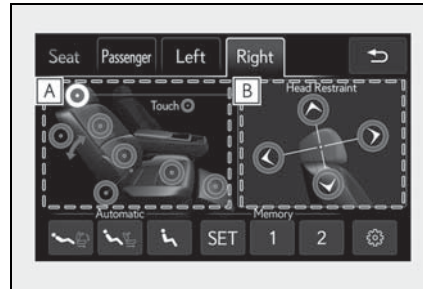 Seat Passenger Left Right
A B Head Restraint
Touch
Automatic Memory
SET 1 2